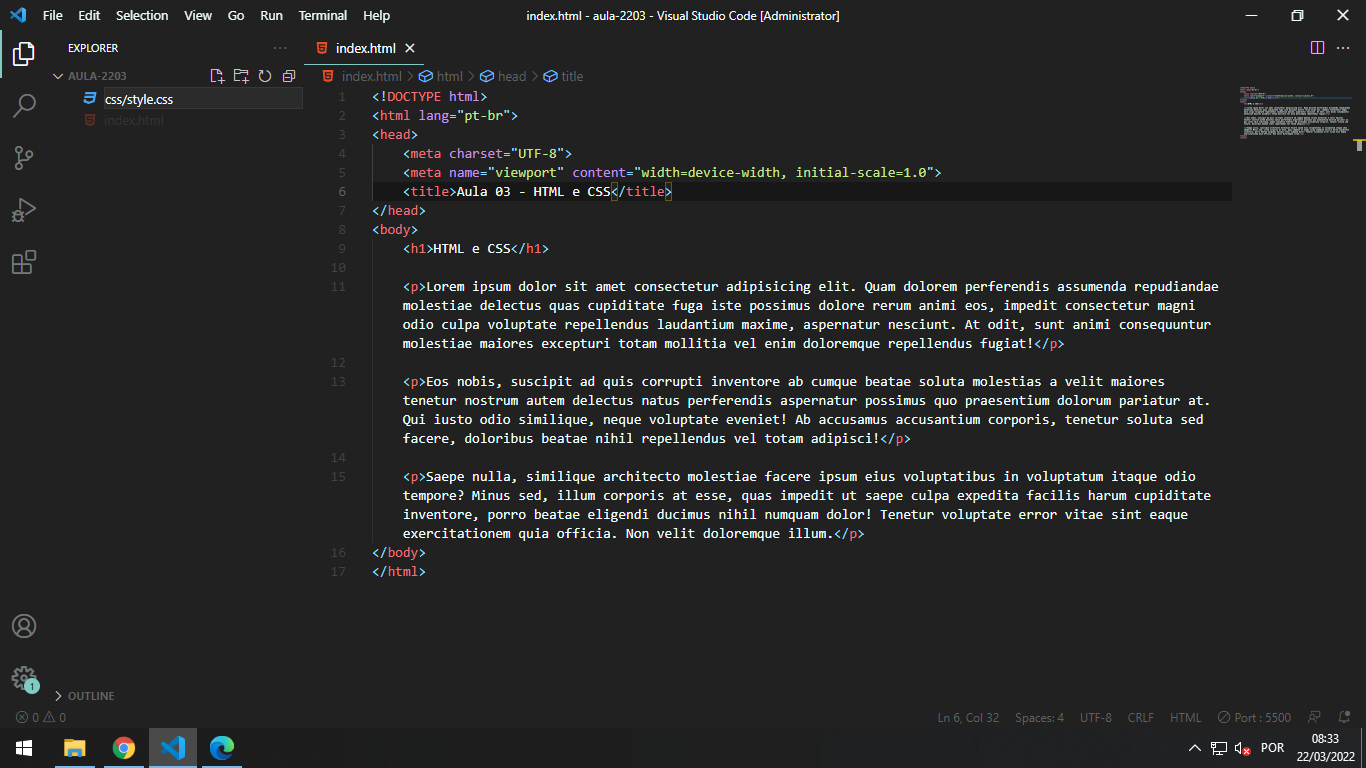 File Edit Selection View Go Run Terminal Help index.html - aula-2203 - Visual Studio Code [Administrator]
EXPLORER
index.html
AULA-2203
index.html > html > head > title
css/style.css
index.html
1 <!DOCTYPE html>
2 <html lang="pt-br">
3 <head>
4 <meta charset="UTF-8">
5 <meta name="viewport" content="width=device-width, initial-scale=1.0">
6 <title>Aula 03 - HTML e CSS</title>
7 </head>
8 <body>
9 <h1>HTML e CSS</h1>
10
11 <p>Lorem ipsum dolor sit amet consectetur adipisicing elit. Quam dolorem perferendis assumenda repudiandae
molestiae delectus quas cupiditate fuga iste possimus dolore rerum animi eos, impedit consectetur magni
odio culpa voluptate repellendus laudantium maxime, aspernatur nesciunt. At odit, sunt animi consequuntur
molestiae maiores excepturi totam mollitia vel enim doloremque repellendus fugiat!</p>
12
13 <p>Eos nobis, suscipit ad quis corrupti inventore ab cumque beatae soluta molestias a velit maiores
tenetur nostrum autem delectus natus perferendis aspernatur possimus quo praesentium dolorum pariatur at.
Qui iusto odio similique, neque voluptate eveniet! Ab accusamus accusantium corporis, tenetur soluta sed
facere, doloribus beatae nihil repellendus vel totam adipisci!</p>
14
15 <p>Saepe nulla, similique architecto molestiae facere ipsum eius voluptatibus in voluptatum itaque odio
tempore? Minus sed, illum corporis at esse, quas impedit ut saepe culpa expedita facilis harum cupiditate
inventore, porro beatae eligendi ducimus nihil numquam dolor! Tenetur voluptate error vitae sint eaque
exercitationem quia officia. Non velit doloremque illum.</p>
16 </body>
17 </html>
1
OUTLINE
0 0 Ln 6, Col 32 Spaces: 4 UTF-8 CRLF HTML Port : 5500
POR
08:33
22/03/2022